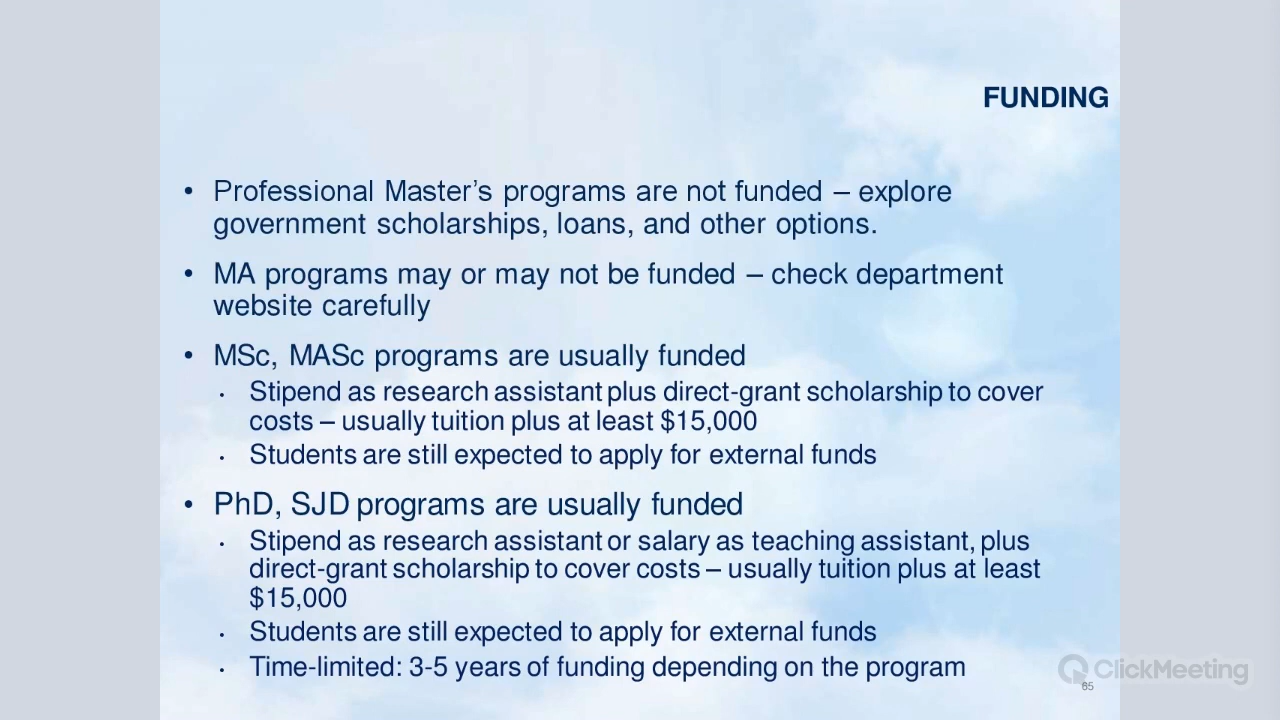 FUNDING
• Professional Master’s programs are not funded – explore
government scholarships, loans, and other options.
• MA programs may or may not be funded – check department
website carefully
• MSc, MASc programs are usually funded
• Stipend as research assistant plus direct-grant scholarship to cover
costs – usually tuition plus at least $15,000
• Students are still expected to apply for external funds
• PhD, SJD programs are usually funded
• Stipend as research assistant or salary as teaching assistant, plus
direct-grant scholarship to cover costs – usually tuition plus at least
$15,000
• Students are still expected to apply for external funds
• Time-limited: 3-5 years of funding depending on the program
ClickMeeting
65